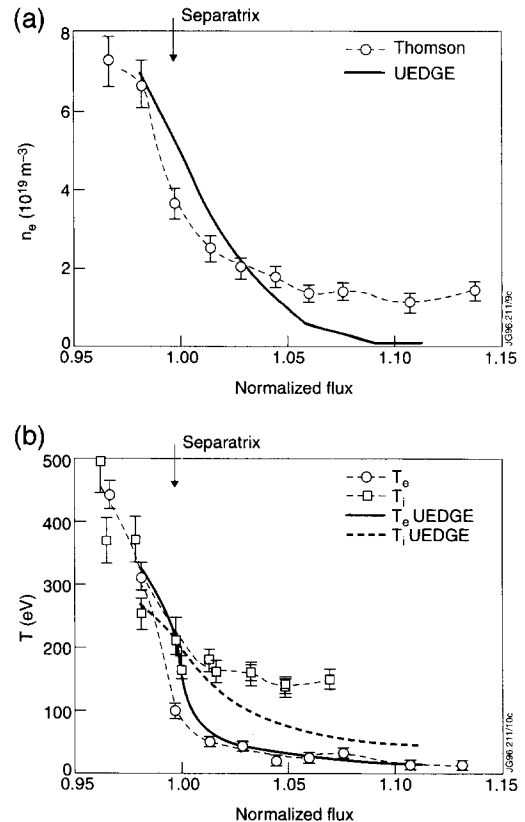 (a)
Separatrix
Thomson
UEDGE
8
6
4
2
0
n_e (10^19 m^-3)
0.95 1.00 1.05 1.10 1.15
Normalized flux
JG96.211/9c
(b)
Separatrix
T_e
T_i
T_e UEDGE
T_i UEDGE
500
400
300
200
100
0
T (eV)
0.95 1.00 1.05 1.10 1.15
Normalized flux
JG96.211/10c